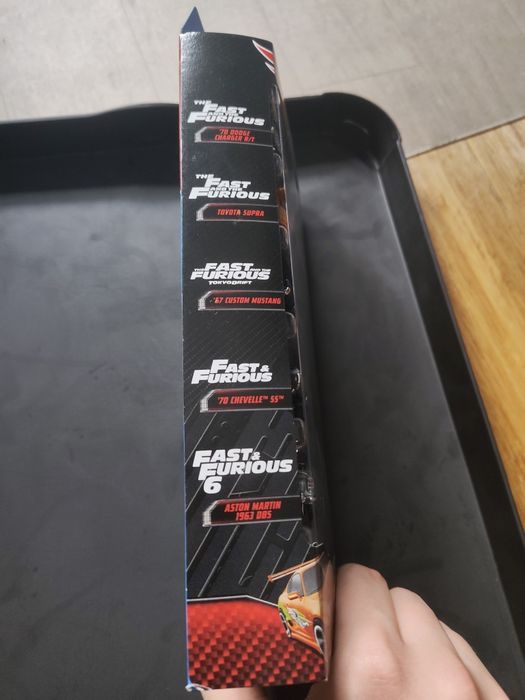 THE
FAST
AND THE
FURIOUS
'70 DODGE
CHARGER R/T
THE
FAST
AND THE
FURIOUS
TOYOTA SUPRA
THE FAST AND THE
FURIOUS
TOKYO DRIFT
'67 CUSTOM MUSTANG
FAST &
FURIOUS
'70 CHEVELLE™ SS™
FAST &
FURIOUS
6
ASTON MARTIN
1963 DB5